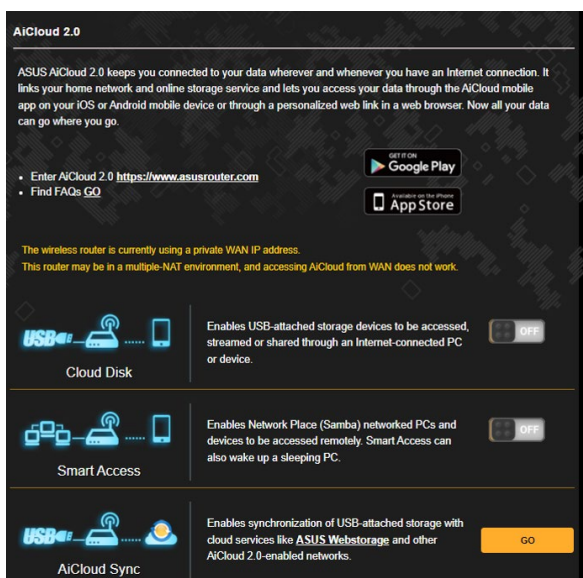 AiCloud 2.0
ASUS AiCloud 2.0 keeps you connected to your data wherever and whenever you have an Internet connection. It
links your home network and online storage service and lets you access your data through the AiCloud mobile
app on your iOS or Android mobile device or through a personalized web link in a web browser. Now all your data
can go where you go.
GET IT ON
Google Play
• Enter AiCloud 2.0 https://www.asusrouter.com
• Find FAQs GO
Available on the iPhone
App Store
The wireless router is currently using a private WAN IP address.
This router may be in a multiple-NAT environment, and accessing AiCloud from WAN does not work.
USB
Cloud Disk
Enables USB-attached storage devices to be accessed,
streamed or shared through an Internet-connected PC
or device.
OFF
Smart Access
Enables Network Place (Samba) networked PCs and
devices to be accessed remotely. Smart Access can
also wake up a sleeping PC.
OFF
USB
AiCloud Sync
Enables synchronization of USB-attached storage with
cloud services like ASUS Webstorage and other
AiCloud 2.0-enabled networks.
GO